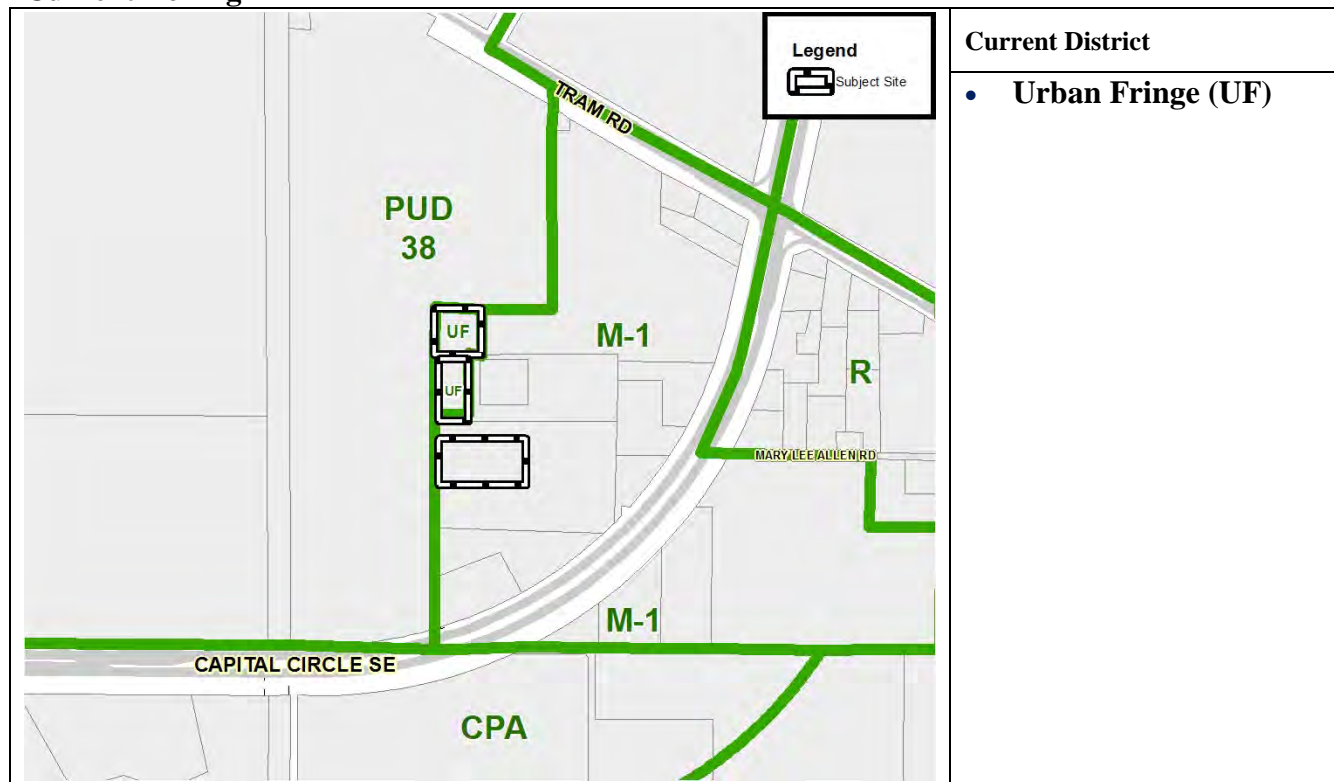 Legend
Subject Site
Current District
• Urban Fringe (UF)
TRAM RD
PUD
38
UF
M-1
UF
R
MARY LEE ALLEN RD
M-1
CAPITAL CIRCLE SE
CPA